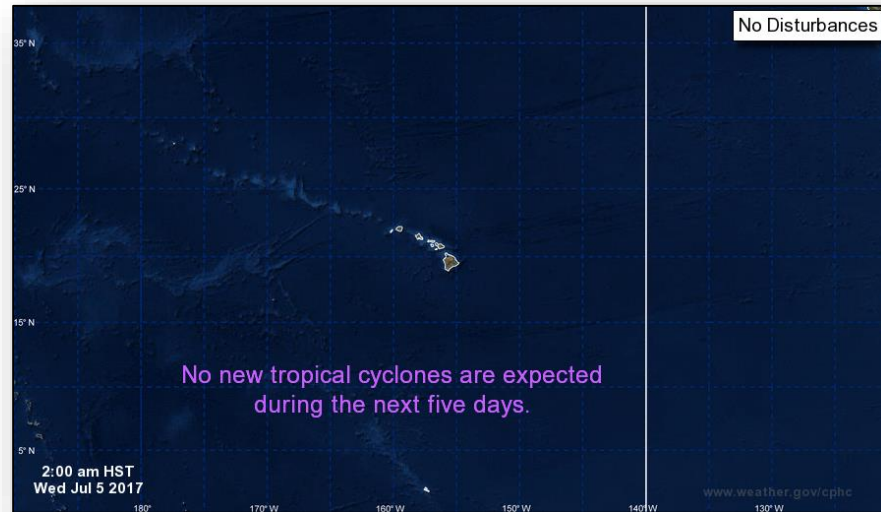 No Disturbances
35° N
25° N
15° N
No new tropical cyclones are expected
during the next five days.
5° N
2:00 am HST
Wed Jul 5 2017
www.weather.gov/cphc
180° 170° W 160° W 150° W 140° W 130° W